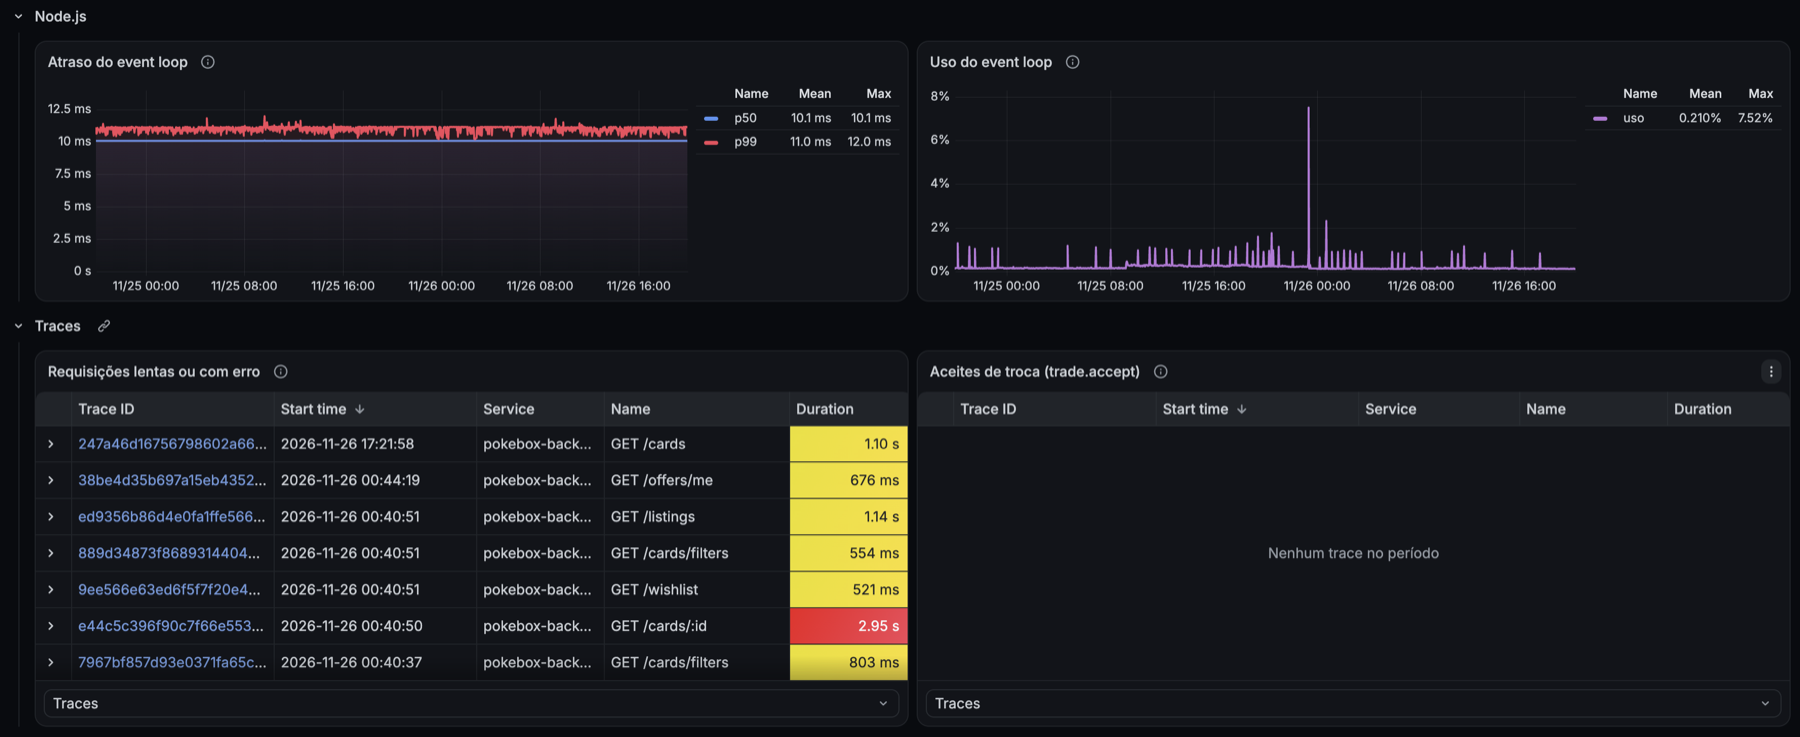 Node.js
Atraso do event loop
12.5 ms
10 ms
7.5 ms
5 ms
2.5 ms
0 s
11/25 00:00 11/25 08:00 11/25 16:00 11/26 00:00 11/26 08:00 11/26 16:00
Name Mean Max
p50 10.1 ms 10.1 ms
p99 11.0 ms 12.0 ms
Uso do event loop
8%
6%
4%
2%
0%
11/25 00:00 11/25 08:00 11/25 16:00 11/26 00:00 11/26 08:00 11/26 16:00
Name Mean Max
uso 0.210% 7.52%
Traces
Requisições lentas ou com erro
Trace ID Start time Service Name Duration
247a46d16756798602a66... 2026-11-26 17:21:58 pokebox-back... GET /cards 1.10 s
38be4d35b697a15eb4352... 2026-11-26 00:44:19 pokebox-back... GET /offers/me 676 ms
ed9356b86d4e0fa1ffe566... 2026-11-26 00:40:51 pokebox-back... GET /listings 1.14 s
889d34873f8689314404... 2026-11-26 00:40:51 pokebox-back... GET /cards/filters 554 ms
9ee566e63ed6f5f7f20e4... 2026-11-26 00:40:51 pokebox-back... GET /wishlist 521 ms
e44c5c396f90c7f66e553... 2026-11-26 00:40:50 pokebox-back... GET /cards/:id 2.95 s
7967bf857d93e0371fa65c... 2026-11-26 00:40:37 pokebox-back... GET /cards/filters 803 ms
Traces
Aceites de troca (trade.accept)
Trace ID Start time Service Name Duration
Nenhum trace no período
Traces